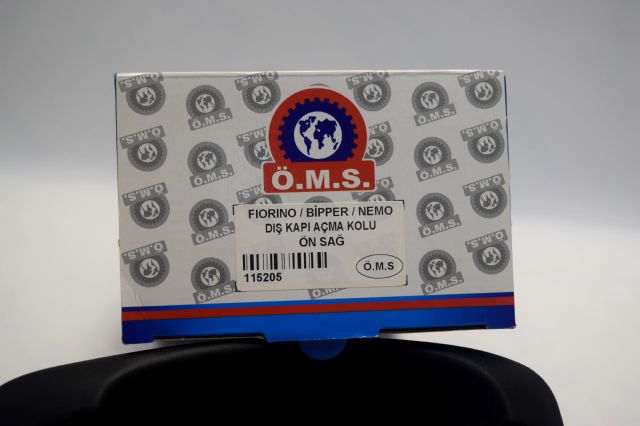 Ö.M.S.
FIORINO / BİPPER / NEMO
DIŞ KAPI AÇMA KOLU
ÖN SAĞ
115205
Ö.M.S